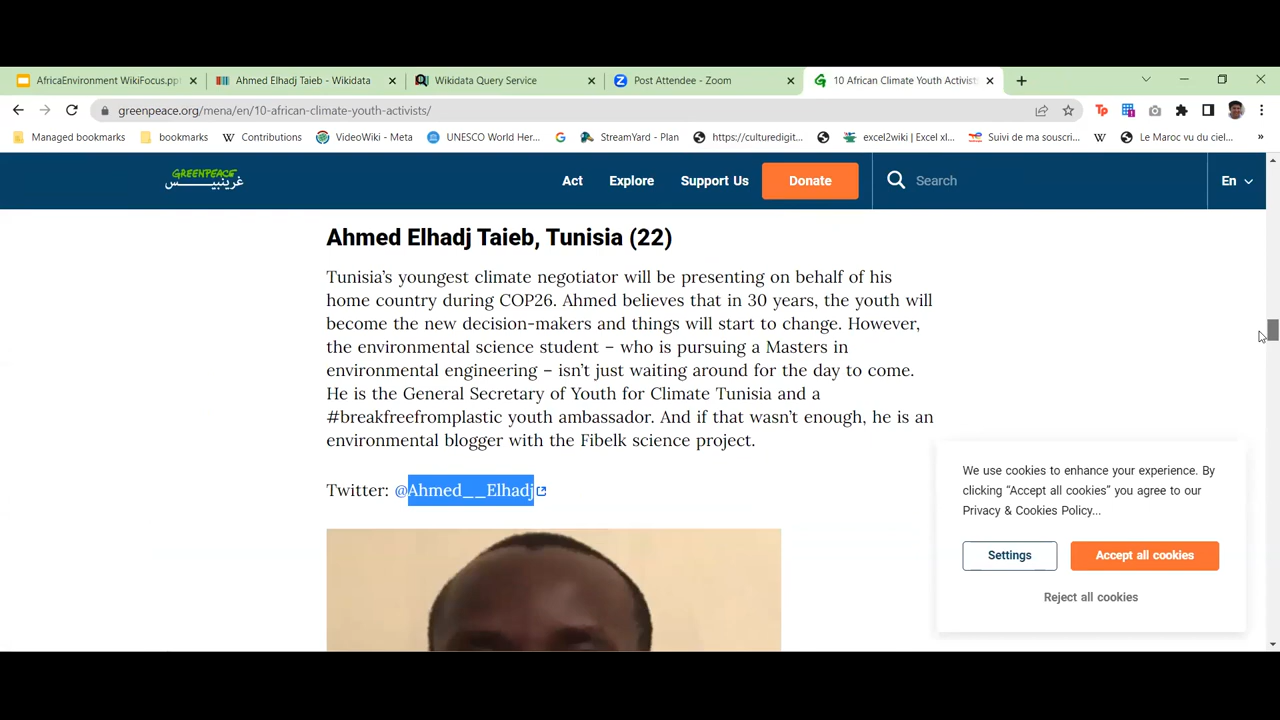 AfricaEnvironment WikiFocus.pp
Ahmed Elhadj Taieb - Wikidata
Wikidata Query Service
Post Attendee - Zoom
10 African Climate Youth Activist
greenpeace.org/mena/en/10-african-climate-youth-activists/
Managed bookmarks
bookmarks
Contributions
VideoWiki - Meta
UNESCO World Her...
StreamYard - Plan
https://culturedigit...
excel2wiki | Excel xl...
Suivi de ma souscri...
Le Maroc vu du ciel...
GREENPEACE
غرينبيس
Act
Explore
Support Us
Donate
Search
En
Ahmed Elhadj Taieb, Tunisia (22)
Tunisia’s youngest climate negotiator will be presenting on behalf of his
home country during COP26. Ahmed believes that in 30 years, the youth will
become the new decision-makers and things will start to change. However,
the environmental science student – who is pursuing a Masters in
environmental engineering – isn’t just waiting around for the day to come.
He is the General Secretary of Youth for Climate Tunisia and a
#breakfreefromplastic youth ambassador. And if that wasn’t enough, he is an
environmental blogger with the Fibelk science project.
Twitter: @Ahmed__Elhadj
We use cookies to enhance your experience. By
clicking “Accept all cookies” you agree to our
Privacy & Cookies Policy...
Settings
Accept all cookies
Reject all cookies